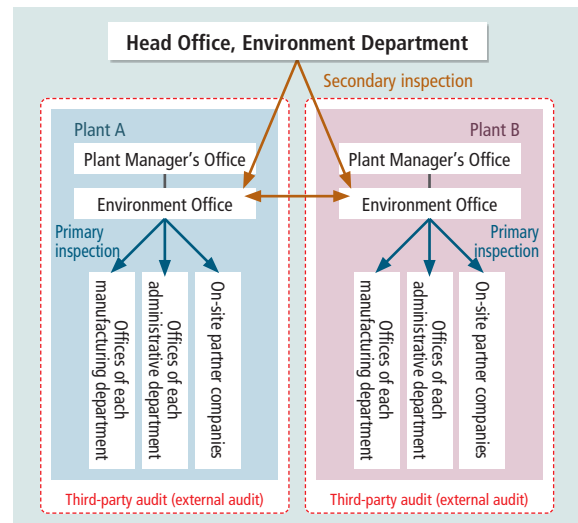 Head Office, Environment Department
Secondary inspection
Plant A
Plant Manager's Office
Environment Office
Primary
inspection
Offices of each
manufacturing department
Offices of each
administrative department
On-site partner companies
Third-party audit (external audit)
Plant B
Plant Manager's Office
Environment Office
Primary
inspection
Offices of each
manufacturing department
Offices of each
administrative department
On-site partner companies
Third-party audit (external audit)